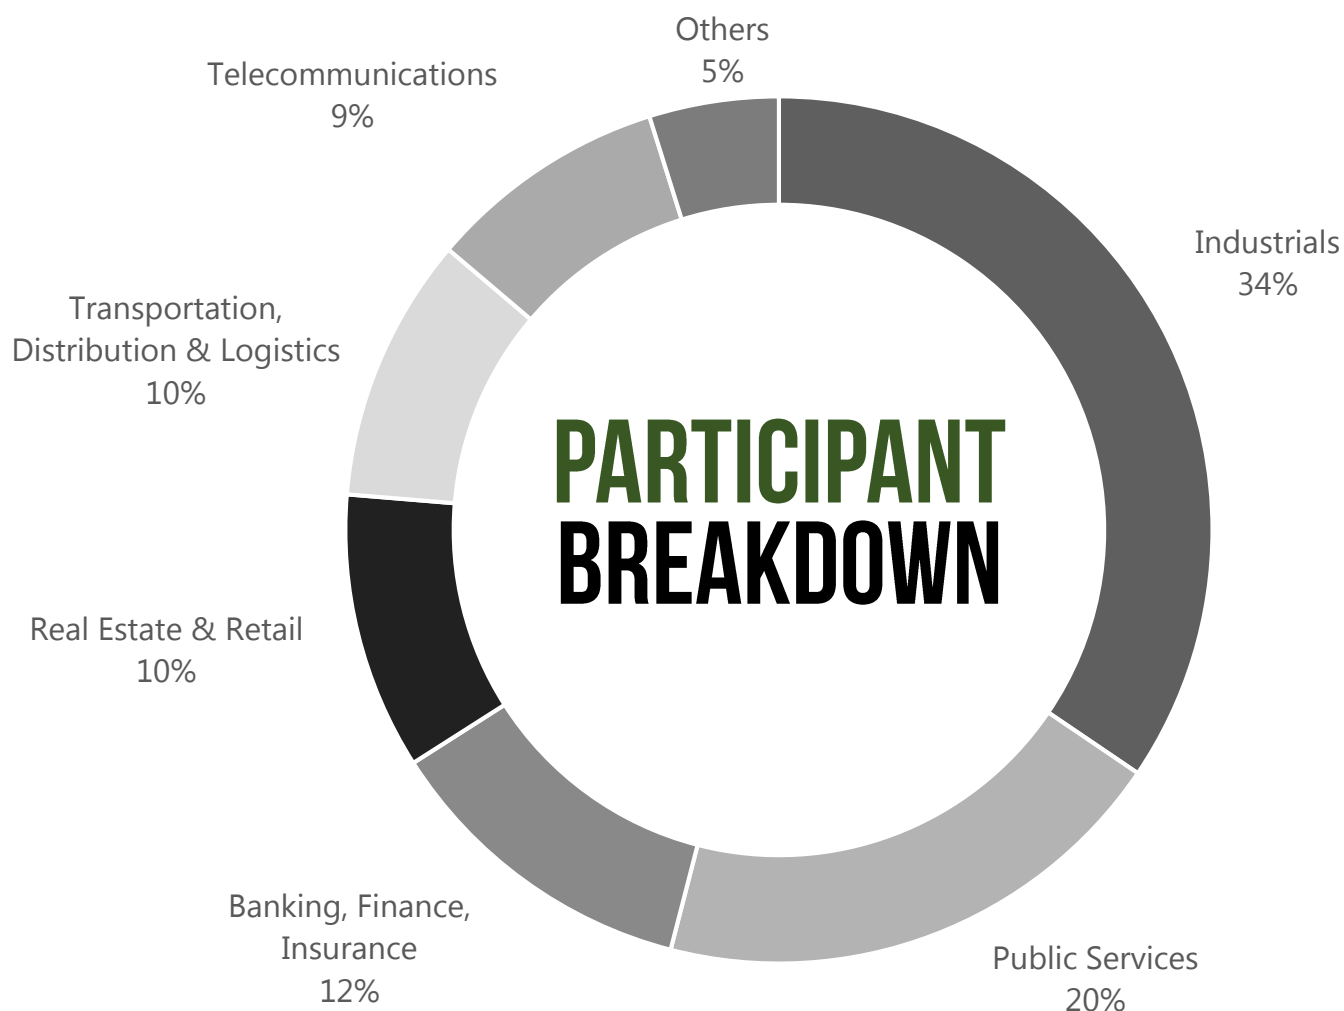 Others
5%
Telecommunications
9%
Industrials
34%
Transportation,
Distribution & Logistics
10%
PARTICIPANT
BREAKDOWN
Real Estate & Retail
10%
Banking, Finance,
Insurance
12%
Public Services
20%